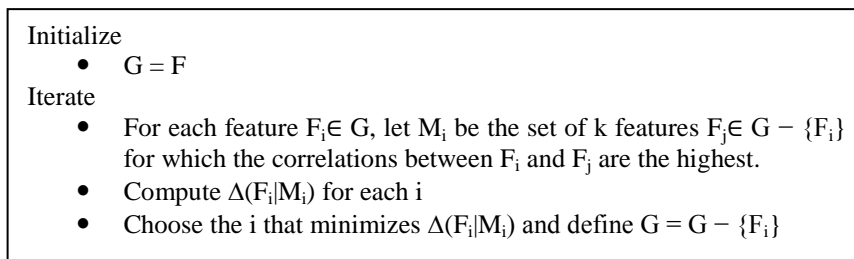 Initialize
• G = F
Iterate
• For each feature Fᵢ∈ G, let Mᵢ be the set of k features Fⱼ∈ G − {Fᵢ}
for which the correlations between Fᵢ and Fⱼ are the highest.
• Compute Δ(Fᵢ|Mᵢ) for each i
• Choose the i that minimizes Δ(Fᵢ|Mᵢ) and define G = G − {Fᵢ}